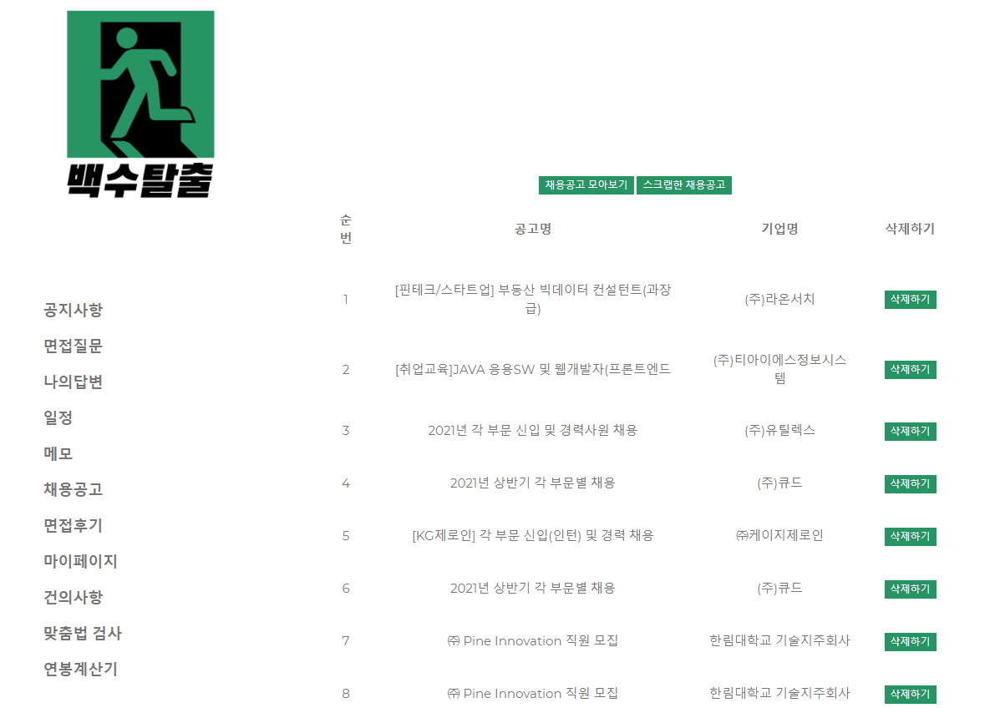 백수탈출
공지사항
면접질문
나의답변
일정
메모
채용공고
면접후기
마이페이지
건의사항
맞춤법 검사
연봉계산기
채용공고 모아보기 스크랩한 채용공고
순
번
공고명 기업명 삭제하기
1 [핀테크/스타트업] 부동산 빅데이터 컨설턴트(과장
급) (주)라온서치 삭제하기
2 [취업교육]JAVA 응용SW 및 웹개발자(프론트엔드 (주)티아이에스정보시스
템 삭제하기
3 2021년 각 부문 신입 및 경력사원 채용 (주)유틸렉스 삭제하기
4 2021년 상반기 각 부문별 채용 (주)큐드 삭제하기
5 [KG제로인] 각 부문 신입(인턴) 및 경력 채용 ㈜케이지제로인 삭제하기
6 2021년 상반기 각 부문별 채용 (주)큐드 삭제하기
7 ㈜ Pine Innovation 직원 모집 한림대학교 기술지주회사 삭제하기
8 ㈜ Pine Innovation 직원 모집 한림대학교 기술지주회사 삭제하기